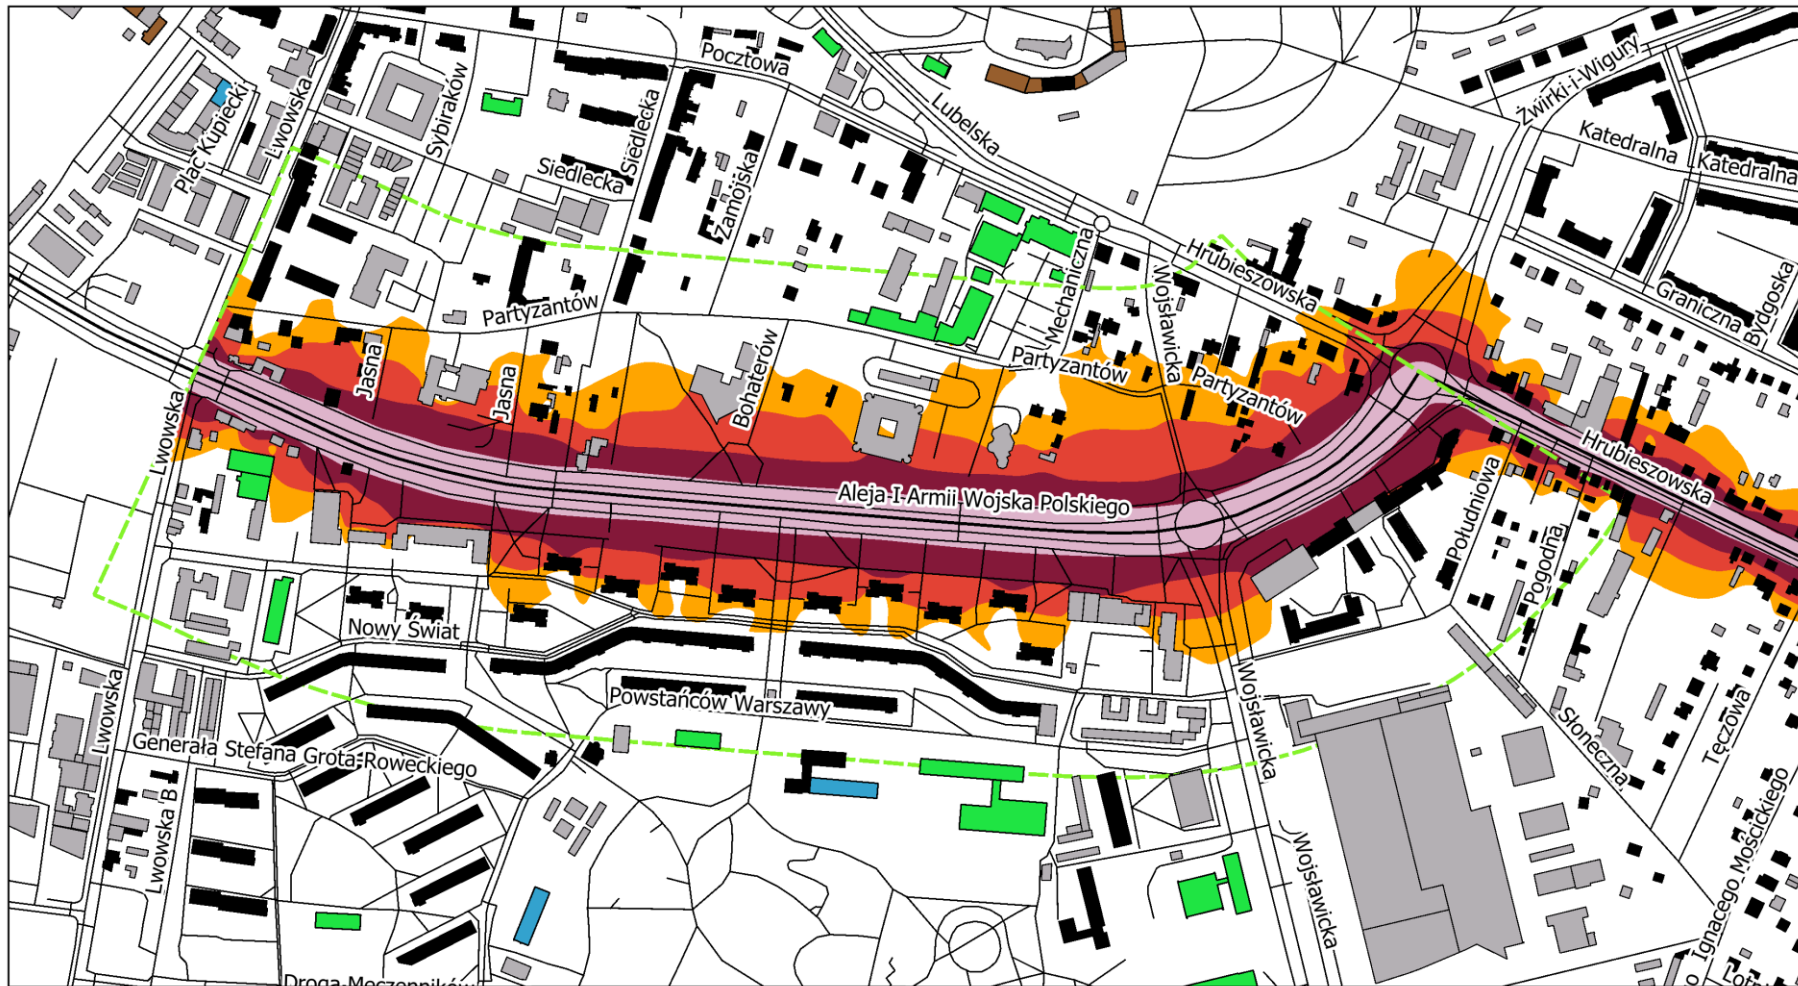 Pocztowa
Żwirki-i-Wigury
Lwowska
Plac Kupiecki
Sybiraków
Siedlecka
Siedlecka
Lubelska
Katedralna
Katedralna
Zamojska
Mechaniczna
Hrubieszowska
Wojsławicka
Graniczna
Bydgoska
Partyzantów
Jasna
Jasna
Bohaterów
Partyzantów
Partyzantów
Lwowska
Hrubieszowska
Aleja I Armii Wojska Polskiego
Południowa
Pogodna
Nowy Świat
Powstańców Warszawy
Wojsławicka
Lwowska
Generała Stefana Grota-Roweckiego
Słoneczna
Tęczowa
Lwowska B
Wojsławicka
Ignacego Mościckiego
Droga Męczenników